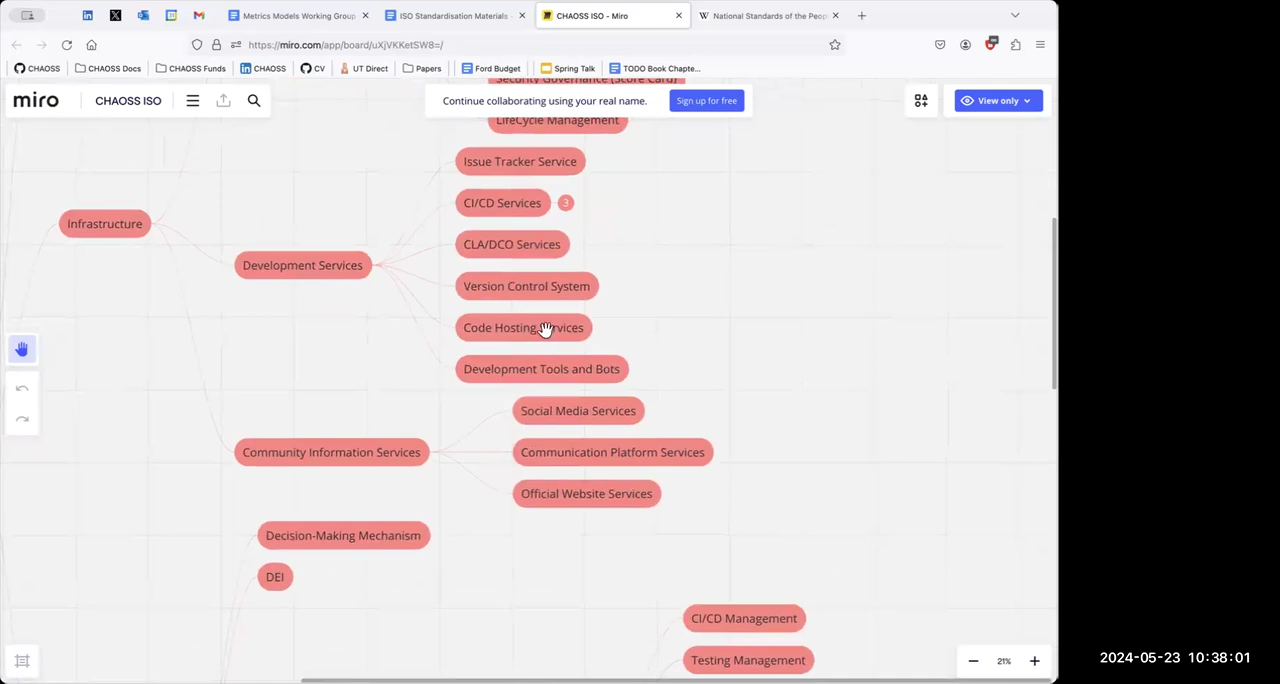 Metrics Models Working Group
ISO Standardisation Materials
CHAOSS ISO - Miro
National Standards of the Peop
https://miro.com/app/board/uXjVKKetSW8=/
CHAOSS
CHAOSS Docs
CHAOSS Funds
CHAOSS
CV
UT Direct
Papers
Ford Budget
Spring Talk
TODO Book Chapte...
miro
CHAOSS ISO
Continue collaborating using your real name.
Sign up for free
View only
Security Governance (Score Card)
LifeCycle Management
Issue Tracker Service
CI/CD Services
3
Infrastructure
CLA/DCO Services
Development Services
Version Control System
Code Hosting Services
Development Tools and Bots
Social Media Services
Community Information Services
Communication Platform Services
Official Website Services
Decision-Making Mechanism
DEI
CI/CD Management
Testing Management
21%
2024-05-23 10:38:01